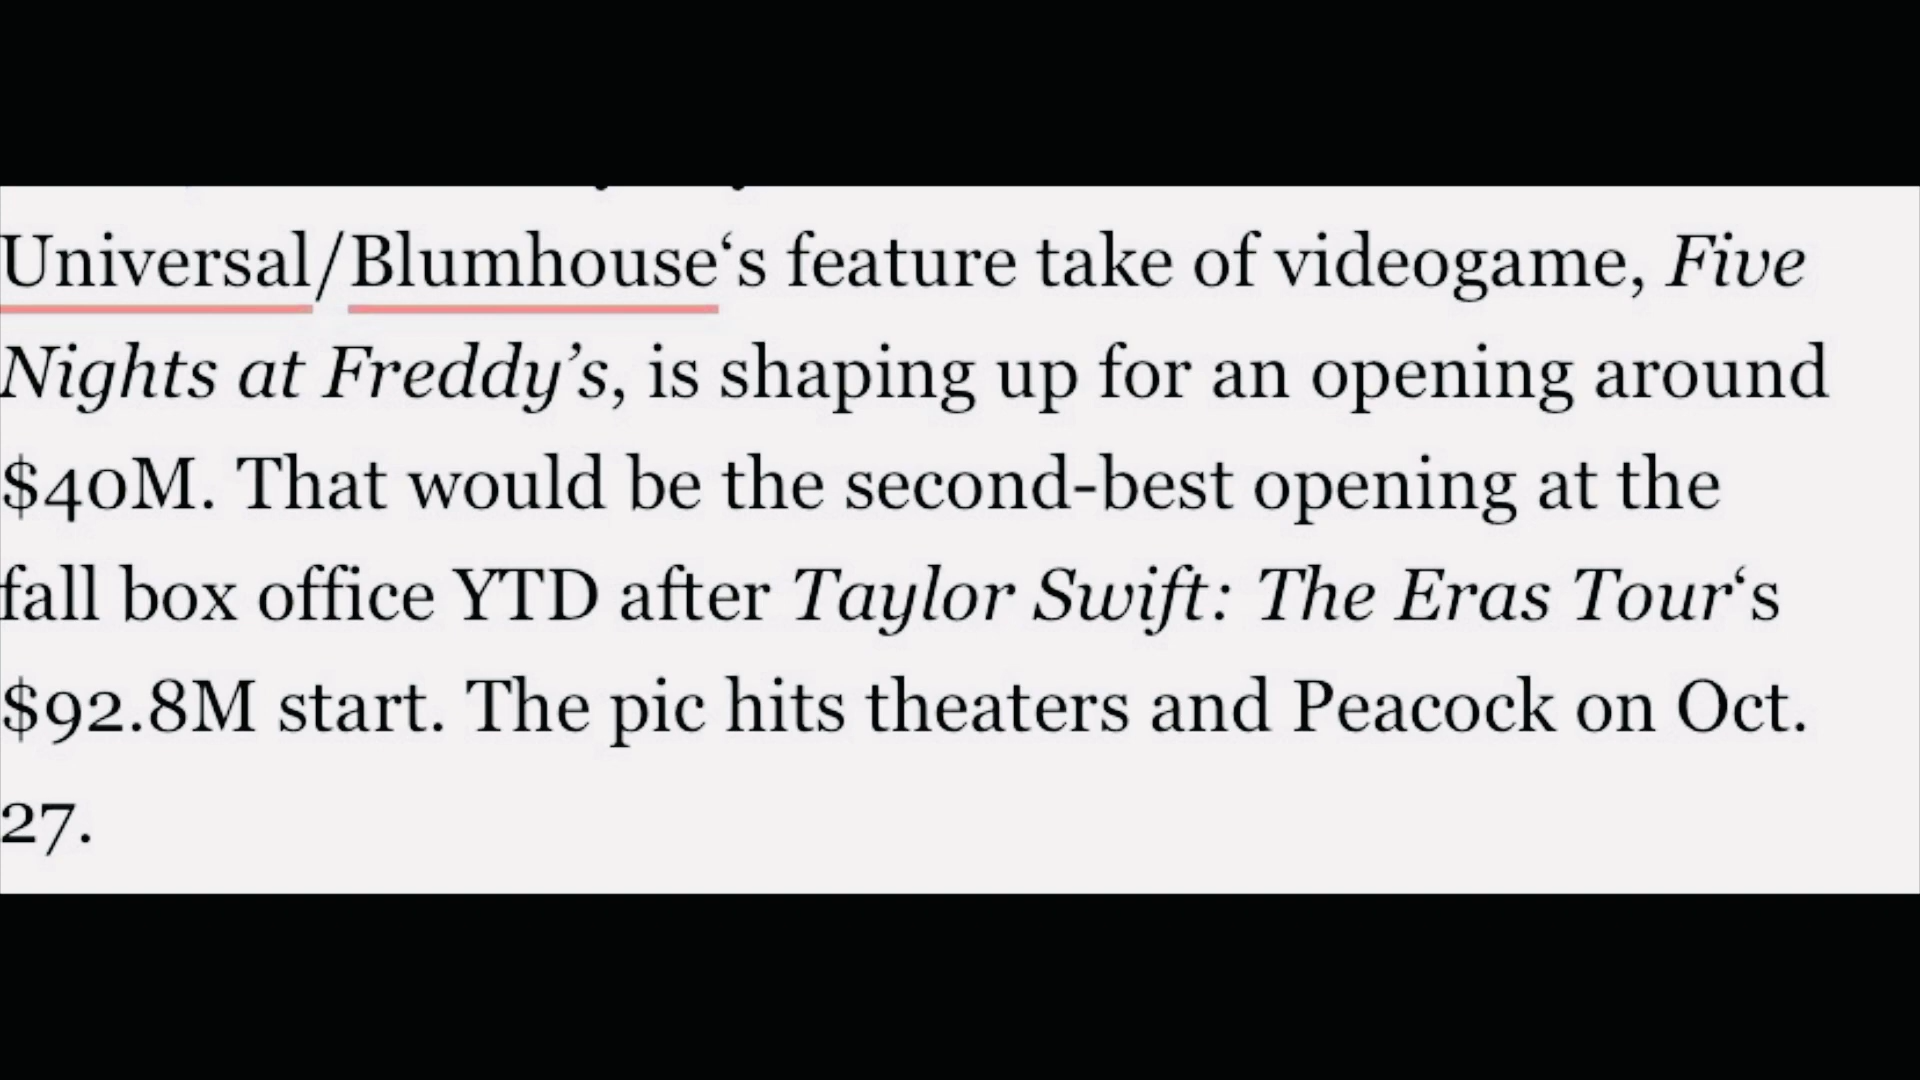 Universal/Blumhouse‘s feature take of videogame, Five
Nights at Freddy’s, is shaping up for an opening around
$40M. That would be the second-best opening at the
fall box office YTD after Taylor Swift: The Eras Tour‘s
$92.8M start. The pic hits theaters and Peacock on Oct.
27.